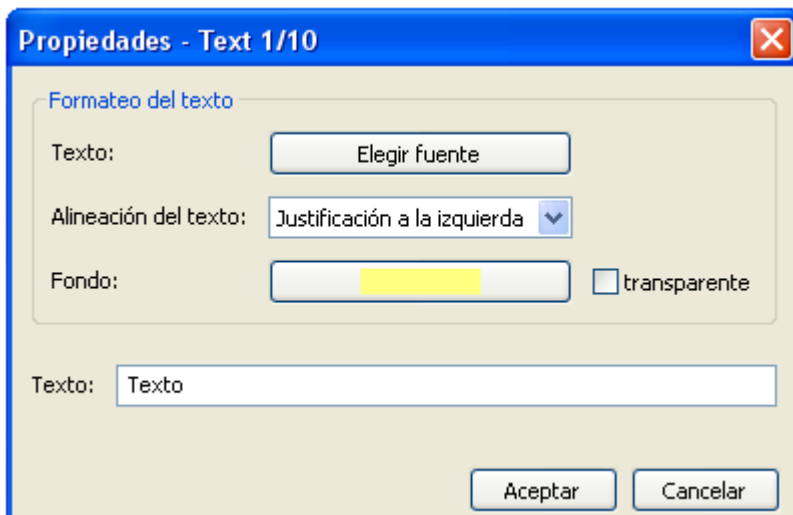 Propiedades - Text 1/10
Formateo del texto
Texto: Elegir fuente
Alineación del texto: Justificación a la izquierda
Fondo: transparente
Texto: Texto
Aceptar Cancelar